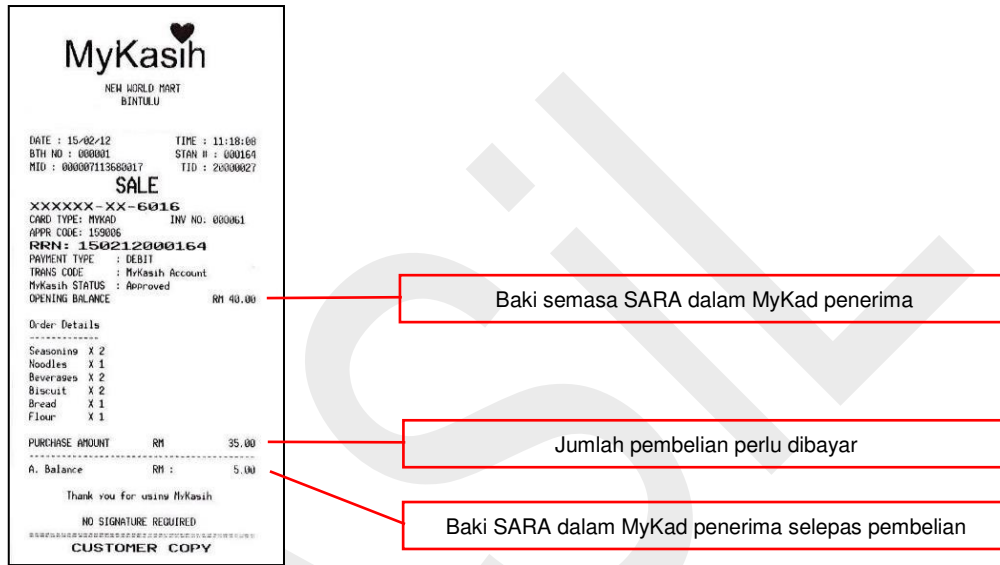 MyKasih
NEW WORLD MART
BINTULU
DATE : 15/02/12 TIME : 11:18:08
BTH NO : 000001 STAN # : 000164
MID : 000007113680017 TID : 20000027
SALE
XXXXXX-XX-6016
CARD TYPE: MYKAD INV NO: 000061
APPR CODE: 159006
RRN: 150212000164
PAYMENT TYPE : DEBIT
TRANS CODE : MyKasih Account
MyKasih STATUS : Approved
OPENING BALANCE RM 40.00
Baki semasa SARA dalam MyKad penerima
Order Details
-------------
Seasoning X 2
Noodles X 1
Beverages X 2
Biscuit X 2
Bread X 1
Flour X 1
PURCHASE AMOUNT RM 35.00
Jumlah pembelian perlu dibayar
A. Balance RM : 5.00
Baki SARA dalam MyKad penerima selepas pembelian
Thank you for using MyKasih
NO SIGNATURE REQUIRED
CUSTOMER COPY